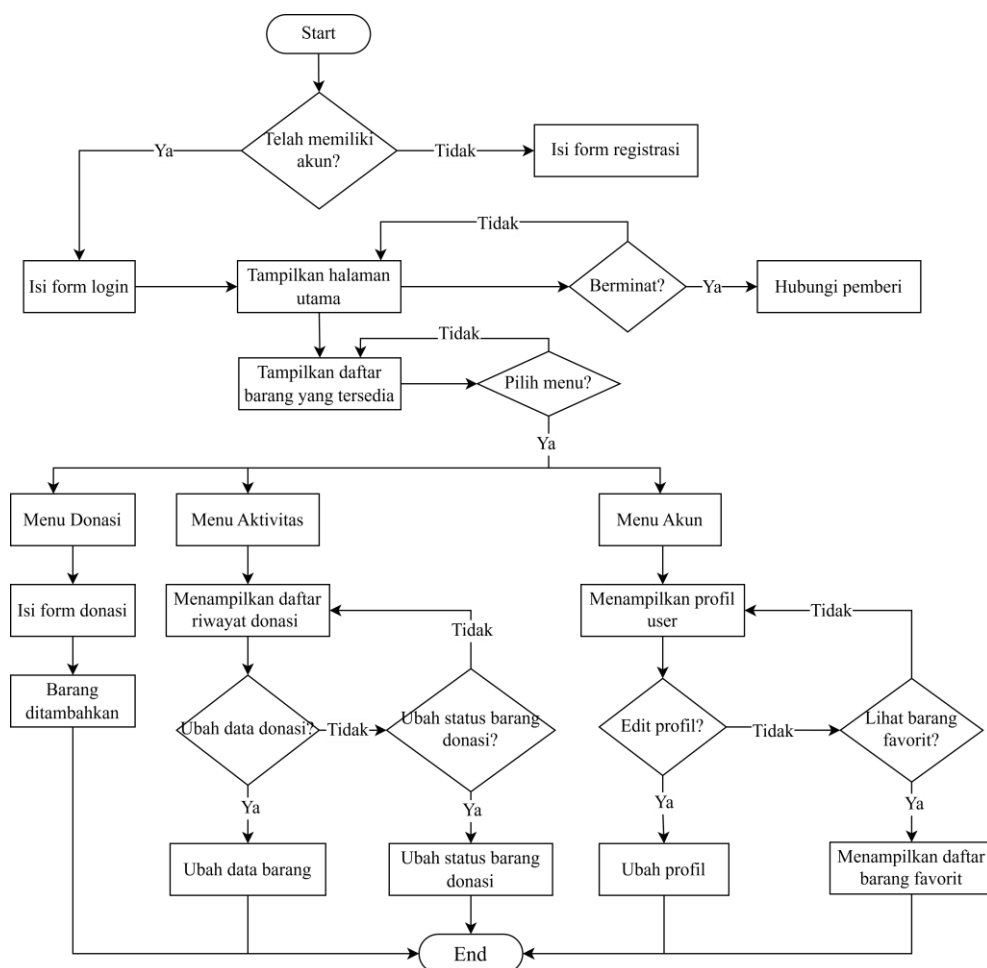 Start
Telah memiliki
akun?
Ya
Tidak
Isi form registrasi
Tidak
Isi form login
Tampilkan halaman
utama
Berminat?
Ya
Hubungi pemberi
Tidak
Tampilkan daftar
barang yang tersedia
Pilih menu?
Ya
Menu Donasi
Menu Aktivitas
Menu Akun
Isi form donasi
Menampilkan daftar
riwayat donasi
Tidak
Menampilkan profil
user
Tidak
Barang
ditambahkan
Ubah data donasi?
Tidak
Ubah status barang
donasi?
Edit profil?
Tidak
Lihat barang
favorit?
Ya
Ya
Ya
Ya
Ubah data barang
Ubah status barang
donasi
Ubah profil
Menampilkan daftar
barang favorit
End